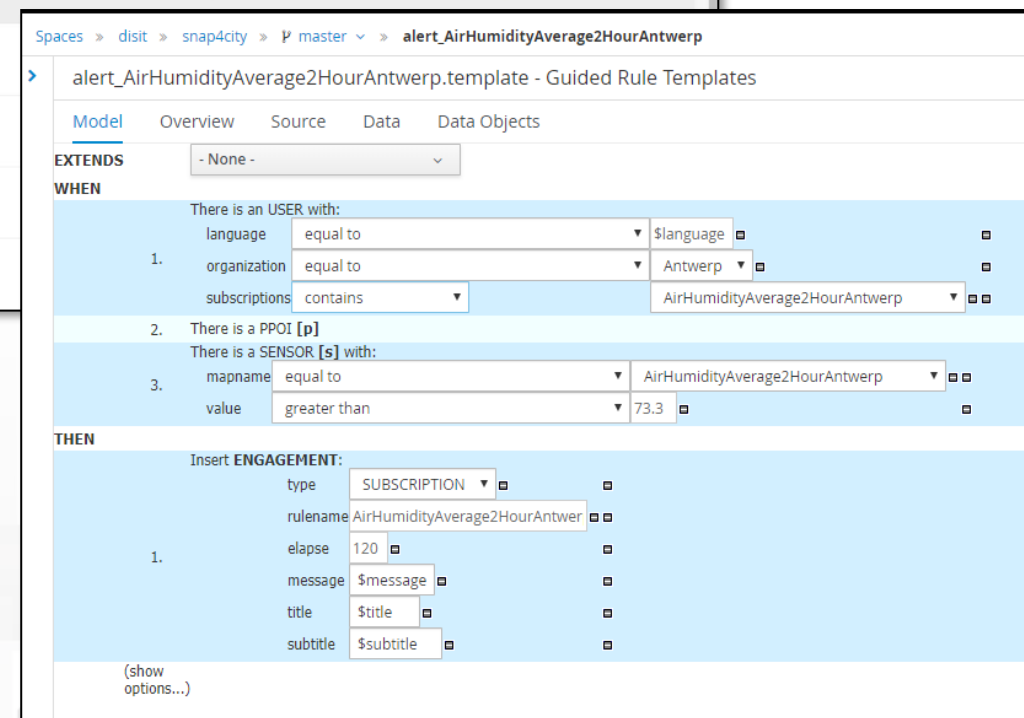 Spaces » disit » snap4city » master » alert_AirHumidityAverage2HourAntwerp
alert_AirHumidityAverage2HourAntwerp.template - Guided Rule Templates
Model Overview Source Data Data Objects
EXTENDS - None -
WHEN
There is an USER with:
language equal to $language
1.
organization equal to Antwerp
subscriptions contains AirHumidityAverage2HourAntwerp
2. There is a PPOI [p]
There is a SENSOR [s] with:
mapname equal to AirHumidityAverage2HourAntwerp
3.
value greater than 73.3
THEN
Insert ENGAGEMENT:
type SUBSCRIPTION
rulename AirHumidityAverage2HourAntwer
elapse 120
1.
message $message
title $title
subtitle $subtitle
(show
options...)